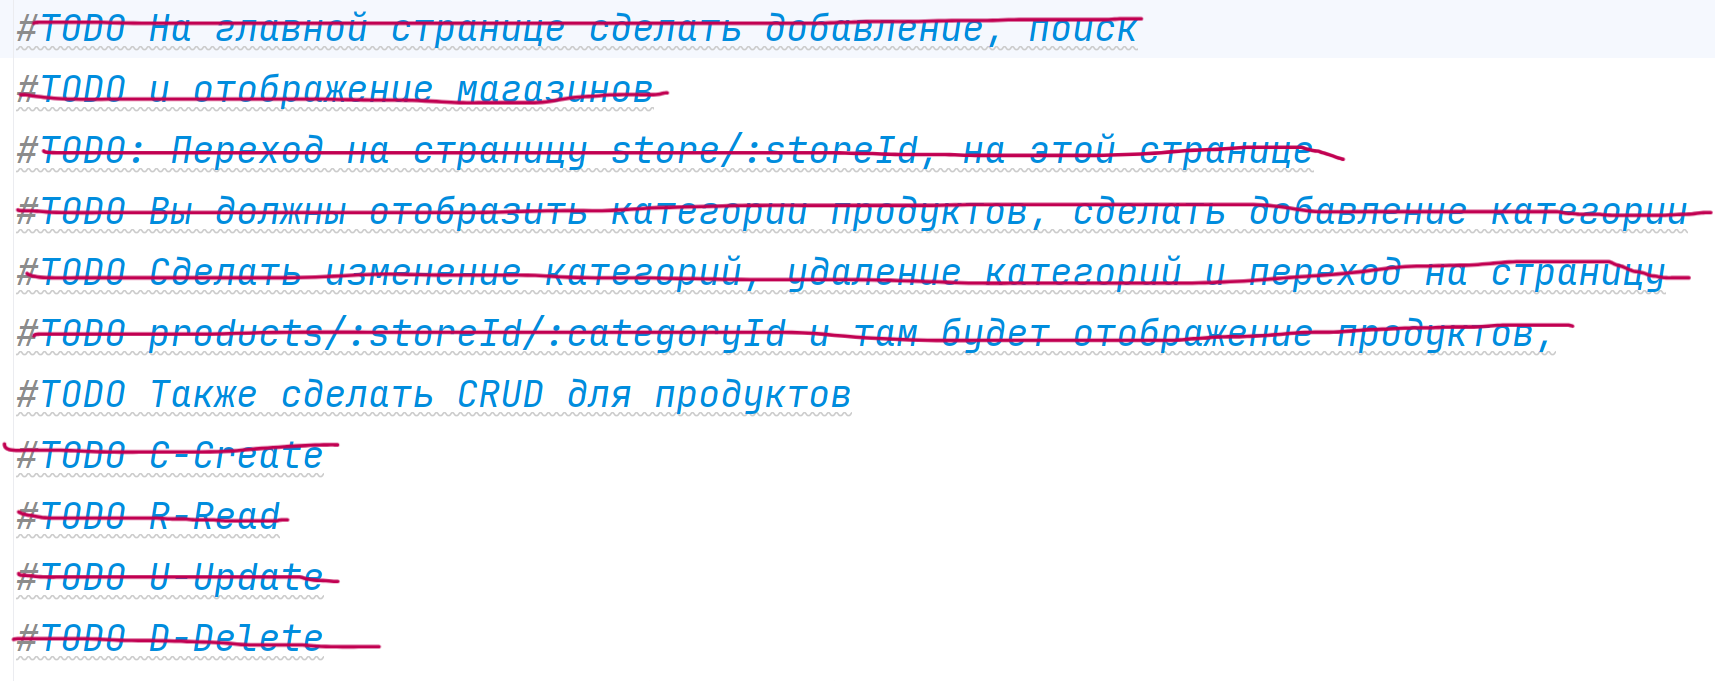 #TODO На главной странице сделать добавление, поиск
#TODO и отображение магазинов
#TODO: Переход на страницу store/:storeId, на этой странице
#TODO Вы должны отобразить категории продуктов, сделать добавление категории
#TODO Сделать изменение категорий, удаление категорий и переход на страницу
#TODO products/:storeId/:categoryId и там будет отображение продуктов,
#TODO Также сделать CRUD для продуктов
#TODO C-Create
#TODO R-Read
#TODO U-Update
#TODO D-Delete